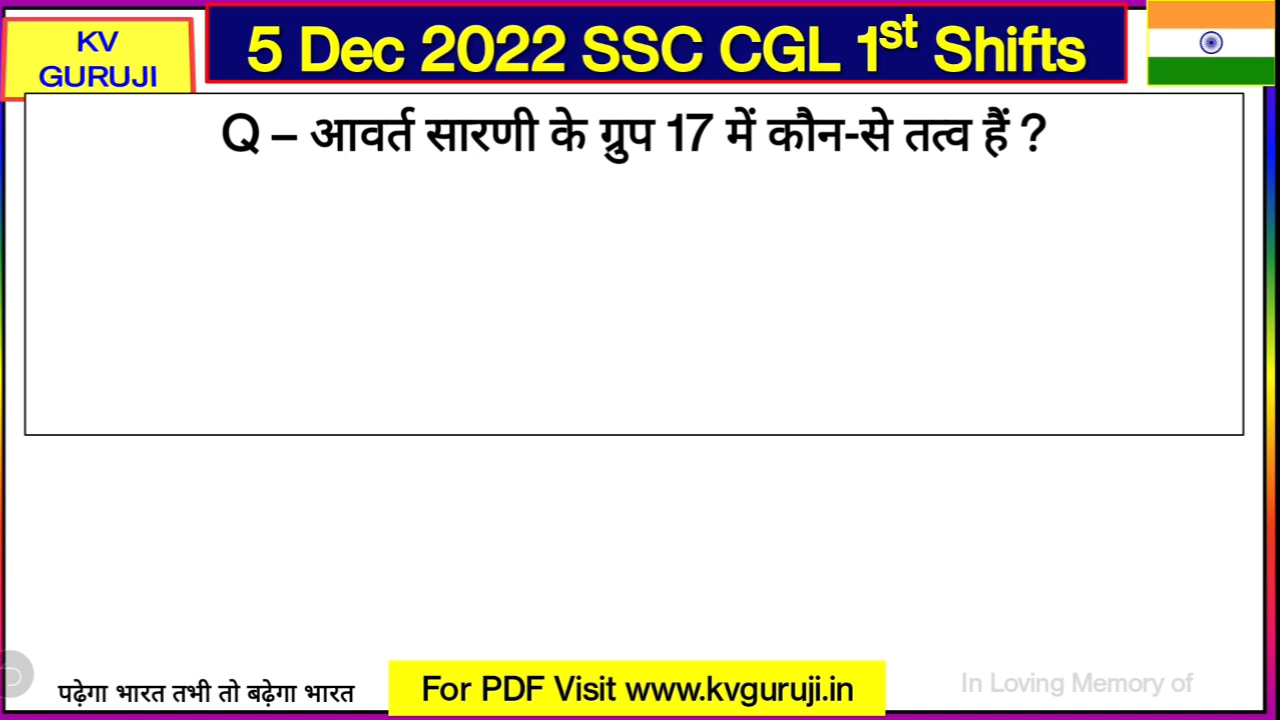 KV
GURUJI
5 Dec 2022 SSC CGL 1st Shifts
Q – आवर्त सारणी के ग्रुप 17 में कौन-से तत्व हैं ?
पढ़ेगा भारत तभी तो बढ़ेगा भारत
For PDF Visit www.kvguruji.in
In Loving Memory of